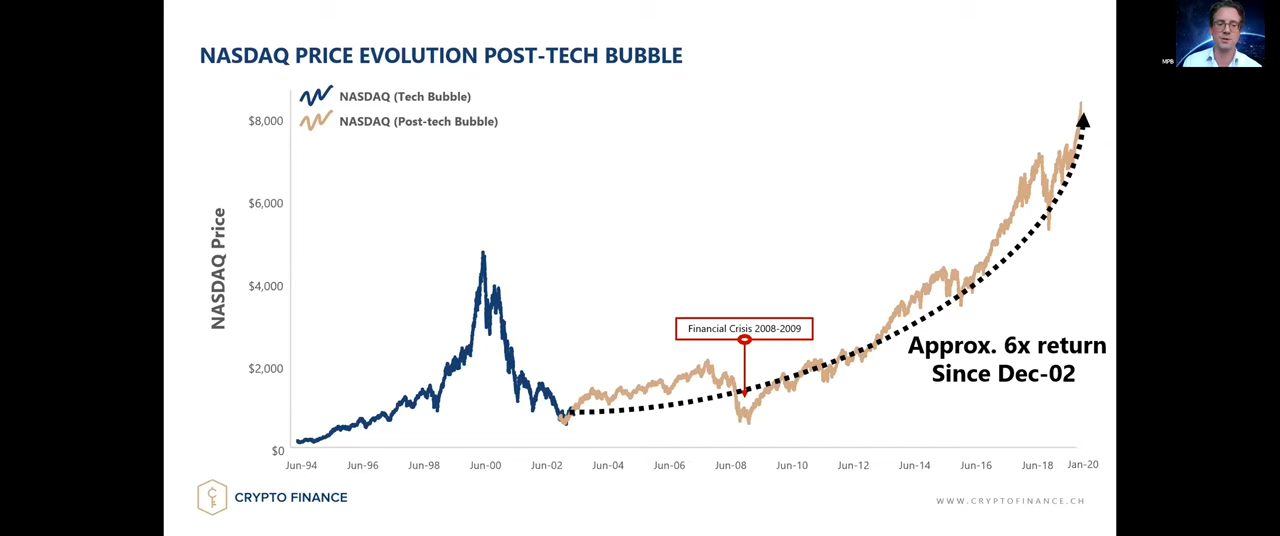 MPB
NASDAQ PRICE EVOLUTION POST-TECH BUBBLE
NASDAQ (Tech Bubble)
NASDAQ (Post-tech Bubble)
NASDAQ Price
$8,000
$6,000
$4,000
$2,000
$0
Financial Crisis 2008-2009
Approx. 6x return
Since Dec-02
Jun-94 Jun-96 Jun-98 Jun-00 Jun-02 Jun-04 Jun-06 Jun-08 Jun-10 Jun-12 Jun-14 Jun-16 Jun-18 Jan-20
CRYPTO FINANCE
WWW.CRYPTOFINANCE.CH